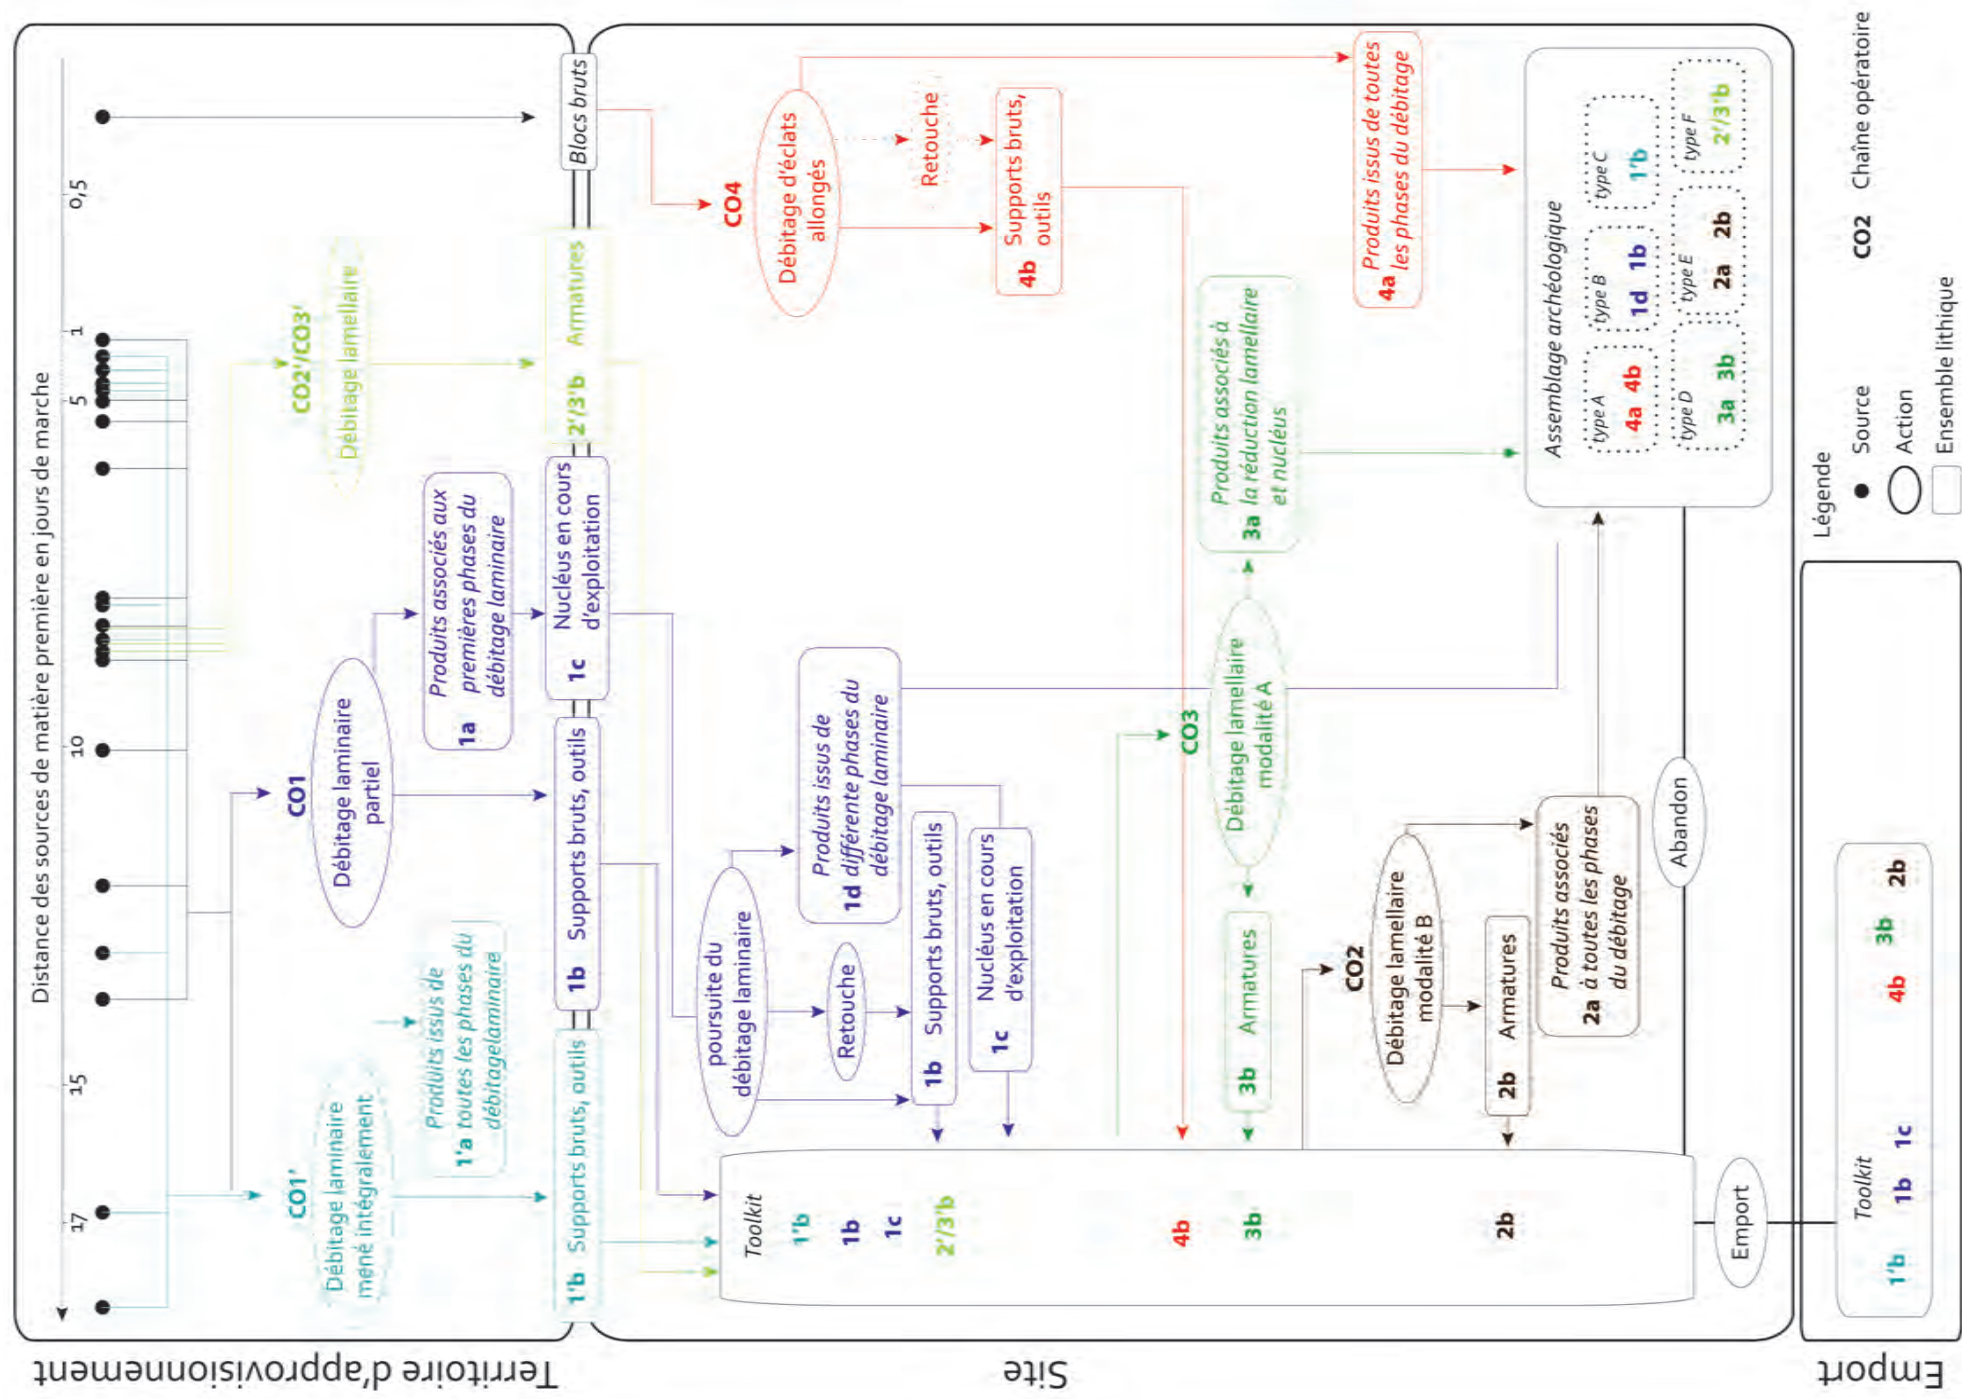 Territoire d'approvisionnement
Distance des sources de matière première en jours de marche
17
15
10
5
1
0,5
CO1'
Débitage laminaire
mené intégralement
Produits issus de
1'a toutes les phases du
débitagelaminaire
1'b Supports bruts, outils
CO1
Débitage laminaire
partiel
Produits associés aux
1a premières phases du
débitage laminaire
1b Supports bruts, outils
1c Nucléus en cours
d'exploitation
CO2'/CO3'
Débitage lamellaire
2'/3'b Armatures
Blocs bruts
Site
CO4
Débitage d'éclats
allongés
Retouche
4b Supports bruts,
outils
4a Produits issus de toutes
les phases du débitage
poursuite du
débitage laminaire
Retouche
Produits issus de
1d différente phases du
débitage laminaire
1b Supports bruts, outils
1c Nucléus en cours
d'exploitation
CO3
Débitage lamellaire
modalité A
Produits associés à
3a la réduction lamellaire
et nucléus
3b Armatures
CO2
Débitage lamellaire
modalité B
2b Armatures
Produits associés
2a à toutes les phases
du débitage
Toolkit
1'b
1b
1c
2'/3'b
4b
3b
2b
Abandon
Assemblage archéologique
type A
4a 4b
type B
1d 1b
type C
1'b
type D
3a 3b
type E
2a 2b
type F
2'/3'b
Emport
Emport
Toolkit
1'b 1b 1c 4b 3b 2b
Légende
Source
Action
Ensemble lithique
CO2 Chaîne opératoire